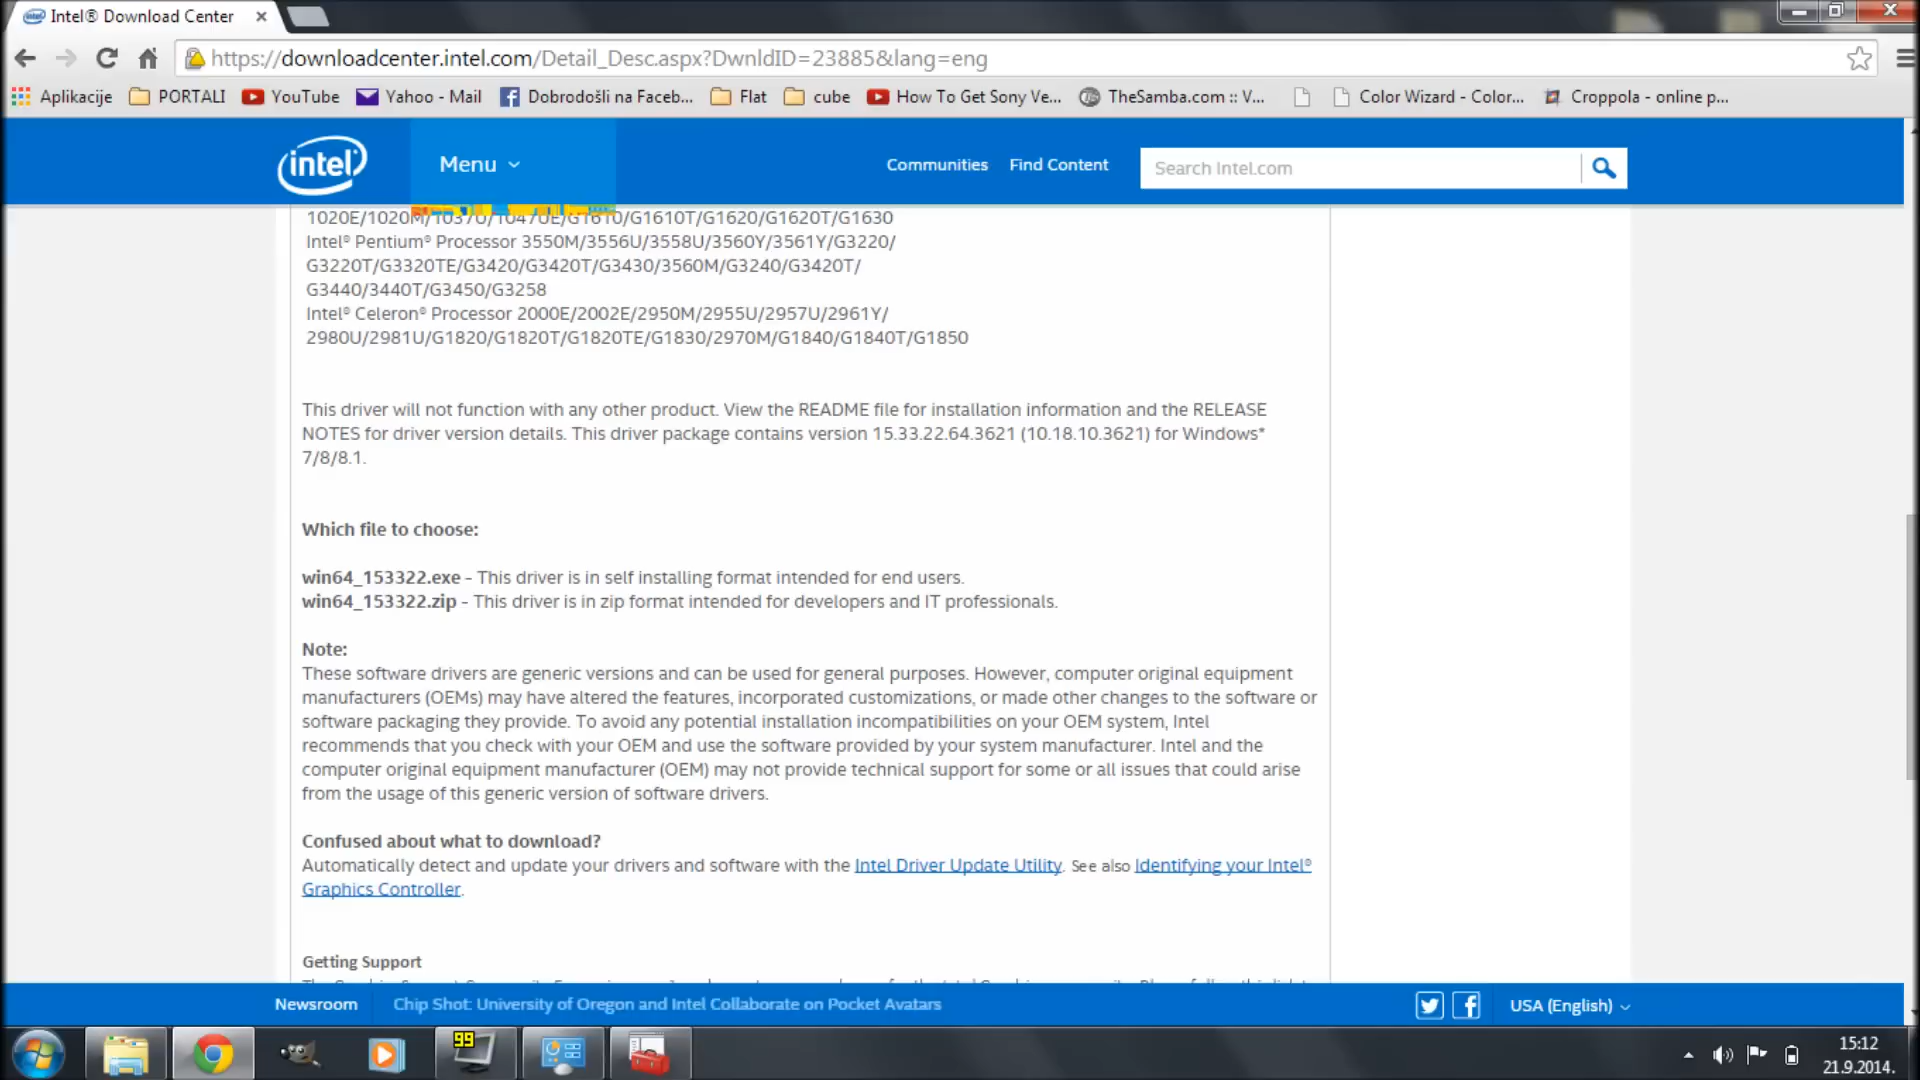 Intel® Download Center
https://downloadcenter.intel.com/Detail_Desc.aspx?DwnldID=23885&lang=eng
Aplikacije PORTALI YouTube Yahoo - Mail Dobrodošli na Faceb... Flat cube How To Get Sony Ve... TheSamba.com :: V... Color Wizard - Color... Croppola - online p...
intel Menu Communities Find Content Search Intel.com
1020E/1020M/1037U/1047UE/G1610/G1610T/G1620/G1620T/G1630
Intel® Pentium® Processor 3550M/3556U/3558U/3560Y/3561Y/G3220/
G3220T/G3320TE/G3420/G3420T/G3430/3560M/G3240/G3420T/
G3440/3440T/G3450/G3258
Intel® Celeron® Processor 2000E/2002E/2950M/2955U/2957U/2961Y/
2980U/2981U/G1820/G1820T/G1820TE/G1830/2970M/G1840/G1840T/G1850
This driver will not function with any other product. View the README file for installation information and the RELEASE
NOTES for driver version details. This driver package contains version 15.33.22.64.3621 (10.18.10.3621) for Windows*
7/8/8.1.
Which file to choose:
win64_153322.exe - This driver is in self installing format intended for end users.
win64_153322.zip - This driver is in zip format intended for developers and IT professionals.
Note:
These software drivers are generic versions and can be used for general purposes. However, computer original equipment
manufacturers (OEMs) may have altered the features, incorporated customizations, or made other changes to the software or
software packaging they provide. To avoid any potential installation incompatibilities on your OEM system, Intel
recommends that you check with your OEM and use the software provided by your system manufacturer. Intel and the
computer original equipment manufacturer (OEM) may not provide technical support for some or all issues that could arise
from the usage of this generic version of software drivers.
Confused about what to download?
Automatically detect and update your drivers and software with the Intel Driver Update Utility. See also Identifying your Intel®
Graphics Controller.
Getting Support
Newsroom Chip Shot: University of Oregon and Intel Collaborate on Pocket Avatars USA (English)
99
15:12
21.9.2014.